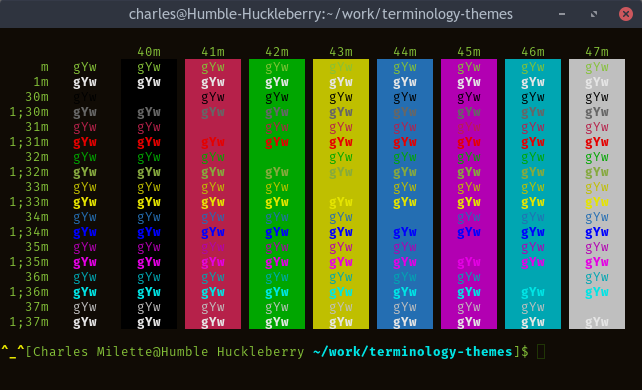 charles@Humble-Huckleberry:~/work/terminology-themes
40m 41m 42m 43m 44m 45m 46m 47m
m gYw gYw gYw gYw gYw gYw gYw gYw gYw
1m gYw gYw gYw gYw gYw gYw gYw gYw gYw
30m gYw gYw gYw gYw gYw gYw gYw gYw
1;30m gYw gYw gYw gYw gYw gYw gYw gYw gYw
31m gYw gYw gYw gYw gYw gYw gYw gYw
1;31m gYw gYw gYw gYw gYw gYw gYw gYw gYw
32m gYw gYw gYw gYw gYw gYw gYw gYw
1;32m gYw gYw gYw gYw gYw gYw gYw gYw gYw
33m gYw gYw gYw gYw gYw gYw gYw gYw
1;33m gYw gYw gYw gYw gYw gYw gYw gYw gYw
34m gYw gYw gYw gYw gYw gYw gYw gYw
1;34m gYw gYw gYw gYw gYw gYw gYw gYw gYw
35m gYw gYw gYw gYw gYw gYw gYw gYw
1;35m gYw gYw gYw gYw gYw gYw gYw gYw gYw
36m gYw gYw gYw gYw gYw gYw gYw gYw
1;36m gYw gYw gYw gYw gYw gYw gYw gYw gYw
37m gYw gYw gYw gYw gYw gYw gYw gYw
1;37m gYw gYw gYw gYw gYw gYw gYw gYw gYw
^_^[Charles Milette@Humble Huckleberry ~/work/terminology-themes]$